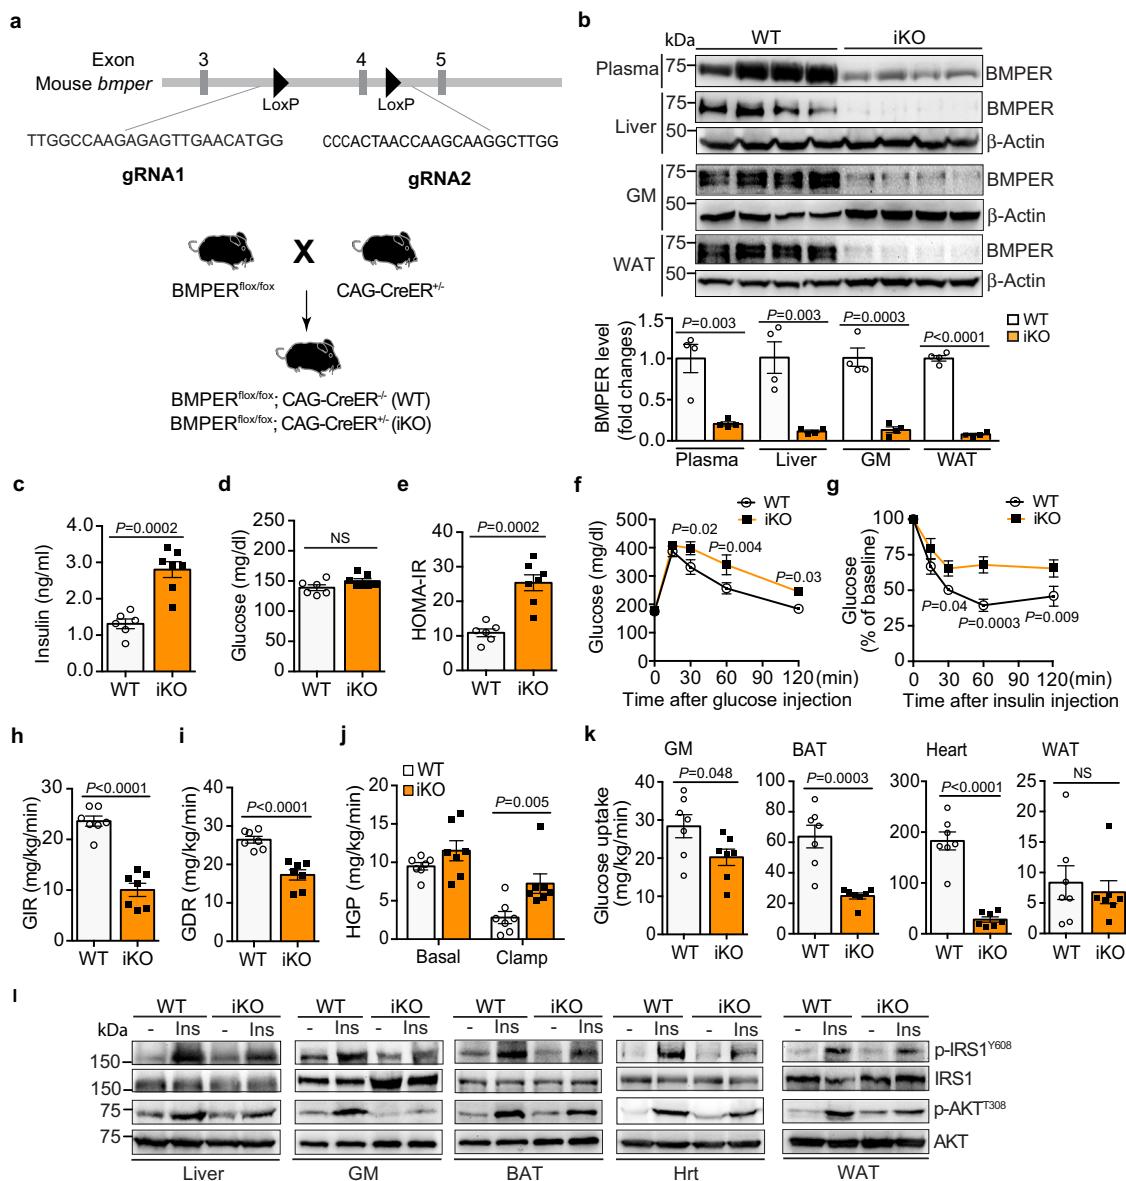 a
Exon 3 4 5
Mouse bmper
LoxP LoxP
TTGGCCAAGAGAGTTGAACATGG CCCACTAACCAAGCAAGGCTTGG
gRNA1 gRNA2
X
BMPERflox/fox CAG-CreER+/-
BMPERflox/fox; CAG-CreER-/- (WT)
BMPERflox/fox; CAG-CreER+/- (iKO)
b
kDa WT iKO
Plasma 75 BMPER
Liver 75 BMPER
50 β-Actin
GM 75 BMPER
50 β-Actin
WAT 75 BMPER
50 β-Actin
BMPER level
(fold changes)
1.5
1.0
0.5
0.0
P=0.003 P=0.003 P=0.0003 P<0.0001
WT
iKO
Plasma Liver GM WAT
c
Insulin (ng/ml)
4.0
3.0
2.0
1.0
0.0
P=0.0002
WT iKO
d
Glucose (mg/dl)
250
200
150
100
50
0
NS
WT iKO
e
HOMA-IR
40
30
20
10
0
P=0.0002
WT iKO
f
WT
iKO
Glucose (mg/dl)
500
400
300
200
100
0
P=0.02
P=0.004
P=0.03
0 30 60 90 120 (min)
Time after glucose injection
g
WT
iKO
Glucose
(% of baseline)
100
75
50
25
0
P=0.04
P=0.0003
P=0.009
0 30 60 90 120 (min)
Time after insulin injection
h
GIR (mg/kg/min)
30
20
10
0
P<0.0001
WT iKO
i
GDR (mg/kg/min)
40
30
20
10
0
P<0.0001
WT iKO
j
WT
iKO
HGP (mg/kg/min)
20
15
10
5
0
P=0.005
Basal Clamp
k
Glucose uptake
(mg/kg/min)
GM
40
30
20
10
0
P=0.048
WT iKO
BAT
100
80
60
40
20
0
P=0.0003
WT iKO
Heart
300
200
100
0
P<0.0001
WT iKO
WAT
30
20
10
0
NS
WT iKO
l
WT iKO WT iKO WT iKO WT iKO WT iKO
kDa - Ins - Ins - Ins - Ins - Ins - Ins - Ins - Ins - Ins - Ins
150 p-IRS1Y608
150 IRS1
75 p-AKTT308
75 AKT
Liver GM BAT Hrt WAT